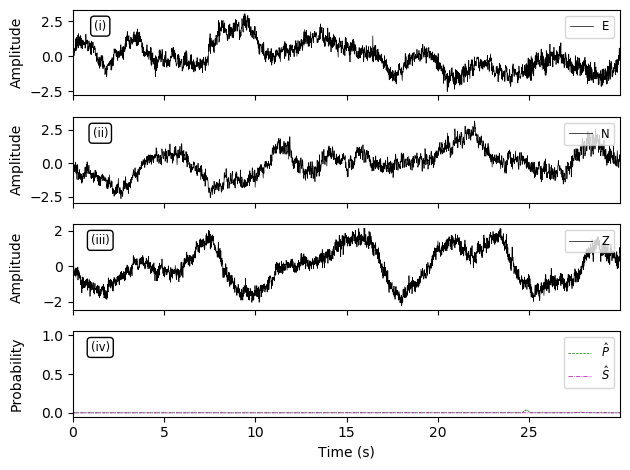 (i)
E
Amplitude
2.5
0.0
−2.5
(ii)
N
Amplitude
2.5
0.0
−2.5
(iii)
Z
Amplitude
2
0
−2
(iv)
P̂
Ŝ
Probability
1.0
0.5
0.0
0 5 10 15 20 25
Time (s)